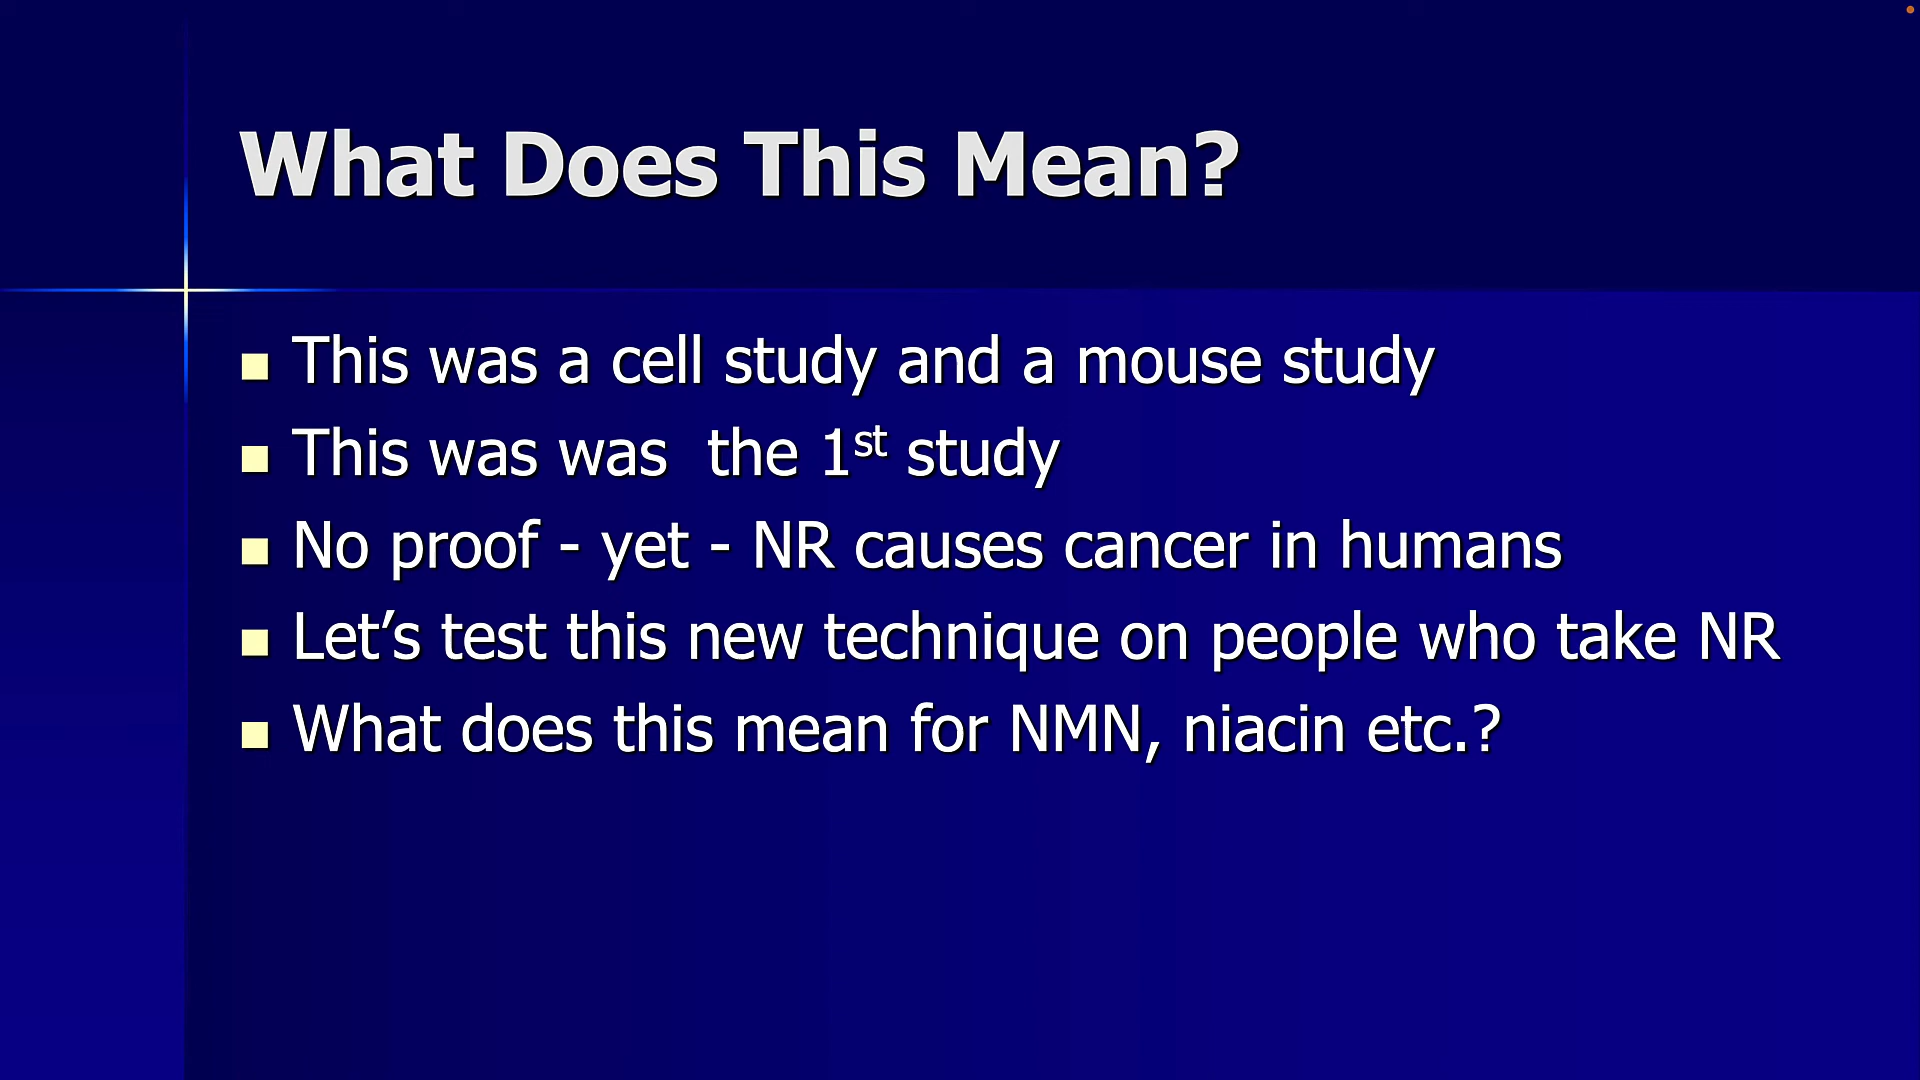 What Does This Mean?
This was a cell study and a mouse study
This was was  the 1st study
No proof - yet - NR causes cancer in humans
Let’s test this new technique on people who take NR
What does this mean for NMN, niacin etc.?